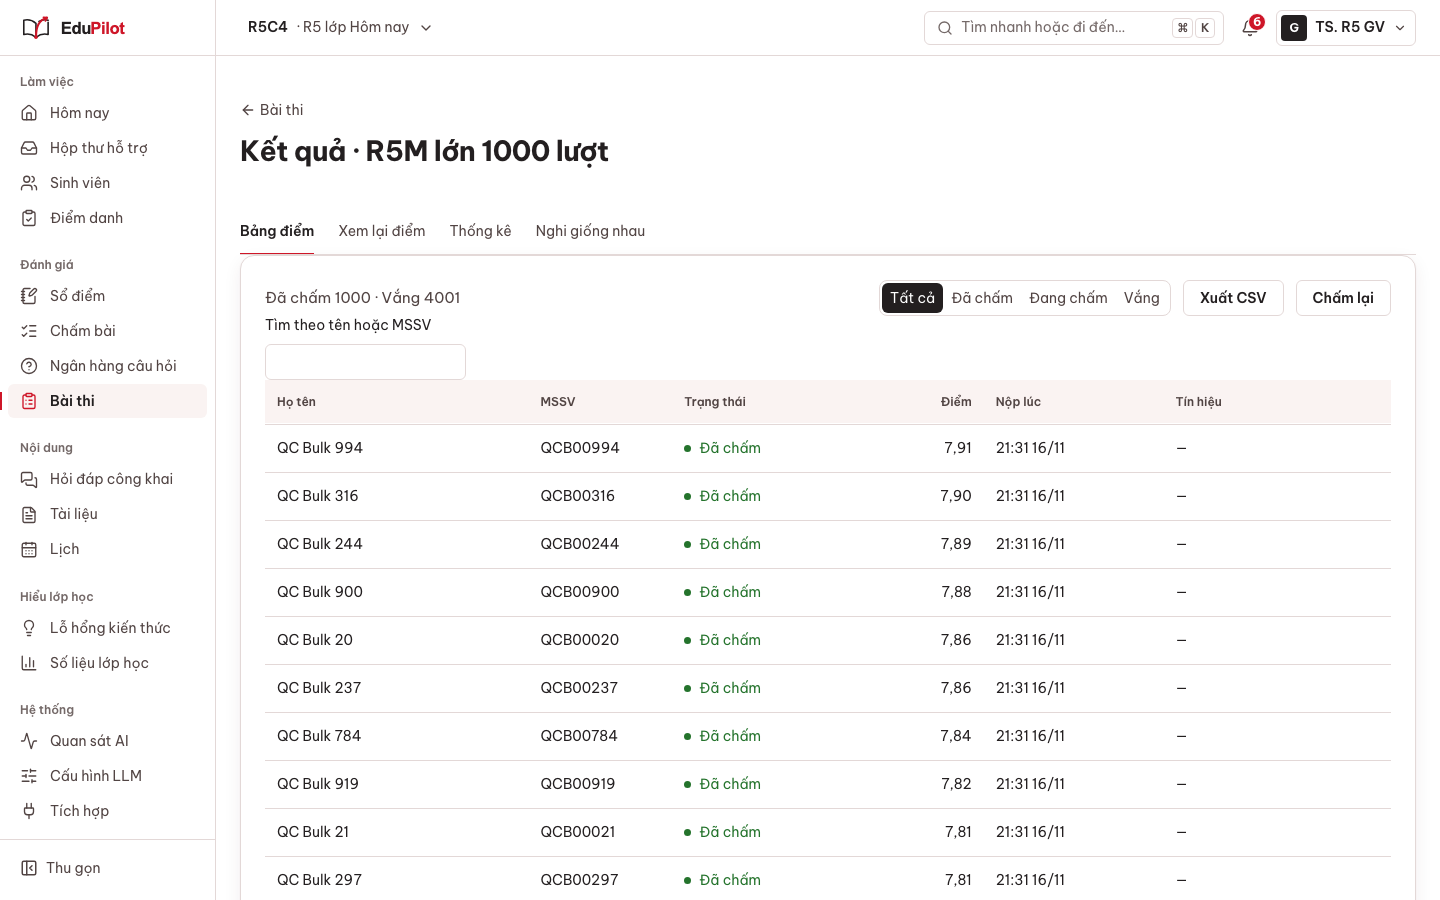 EduPilot
R5C4 · R5 lớp Hôm nay
Tìm nhanh hoặc đi đến...
⌘ K
6
G TS. R5 GV
Làm việc
Hôm nay
Hộp thư hỗ trợ
Sinh viên
Điểm danh
Đánh giá
Sổ điểm
Chấm bài
Ngân hàng câu hỏi
Bài thi
Nội dung
Hỏi đáp công khai
Tài liệu
Lịch
Hiểu lớp học
Lỗ hổng kiến thức
Số liệu lớp học
Hệ thống
Quan sát AI
Cấu hình LLM
Tích hợp
Thu gọn
← Bài thi
Kết quả · R5M lớn 1000 lượt
Bảng điểm Xem lại điểm Thống kê Nghi giống nhau
Đã chấm 1000 · Vắng 4001
Tất cả Đã chấm Đang chấm Vắng
Xuất CSV
Chấm lại
Tìm theo tên hoặc MSSV
Họ tên MSSV Trạng thái Điểm Nộp lúc Tín hiệu
QC Bulk 994 QCB00994 Đã chấm 7,91 21:31 16/11 —
QC Bulk 316 QCB00316 Đã chấm 7,90 21:31 16/11 —
QC Bulk 244 QCB00244 Đã chấm 7,89 21:31 16/11 —
QC Bulk 900 QCB00900 Đã chấm 7,88 21:31 16/11 —
QC Bulk 20 QCB00020 Đã chấm 7,86 21:31 16/11 —
QC Bulk 237 QCB00237 Đã chấm 7,86 21:31 16/11 —
QC Bulk 784 QCB00784 Đã chấm 7,84 21:31 16/11 —
QC Bulk 919 QCB00919 Đã chấm 7,82 21:31 16/11 —
QC Bulk 21 QCB00021 Đã chấm 7,81 21:31 16/11 —
QC Bulk 297 QCB00297 Đã chấm 7,81 21:31 16/11 —